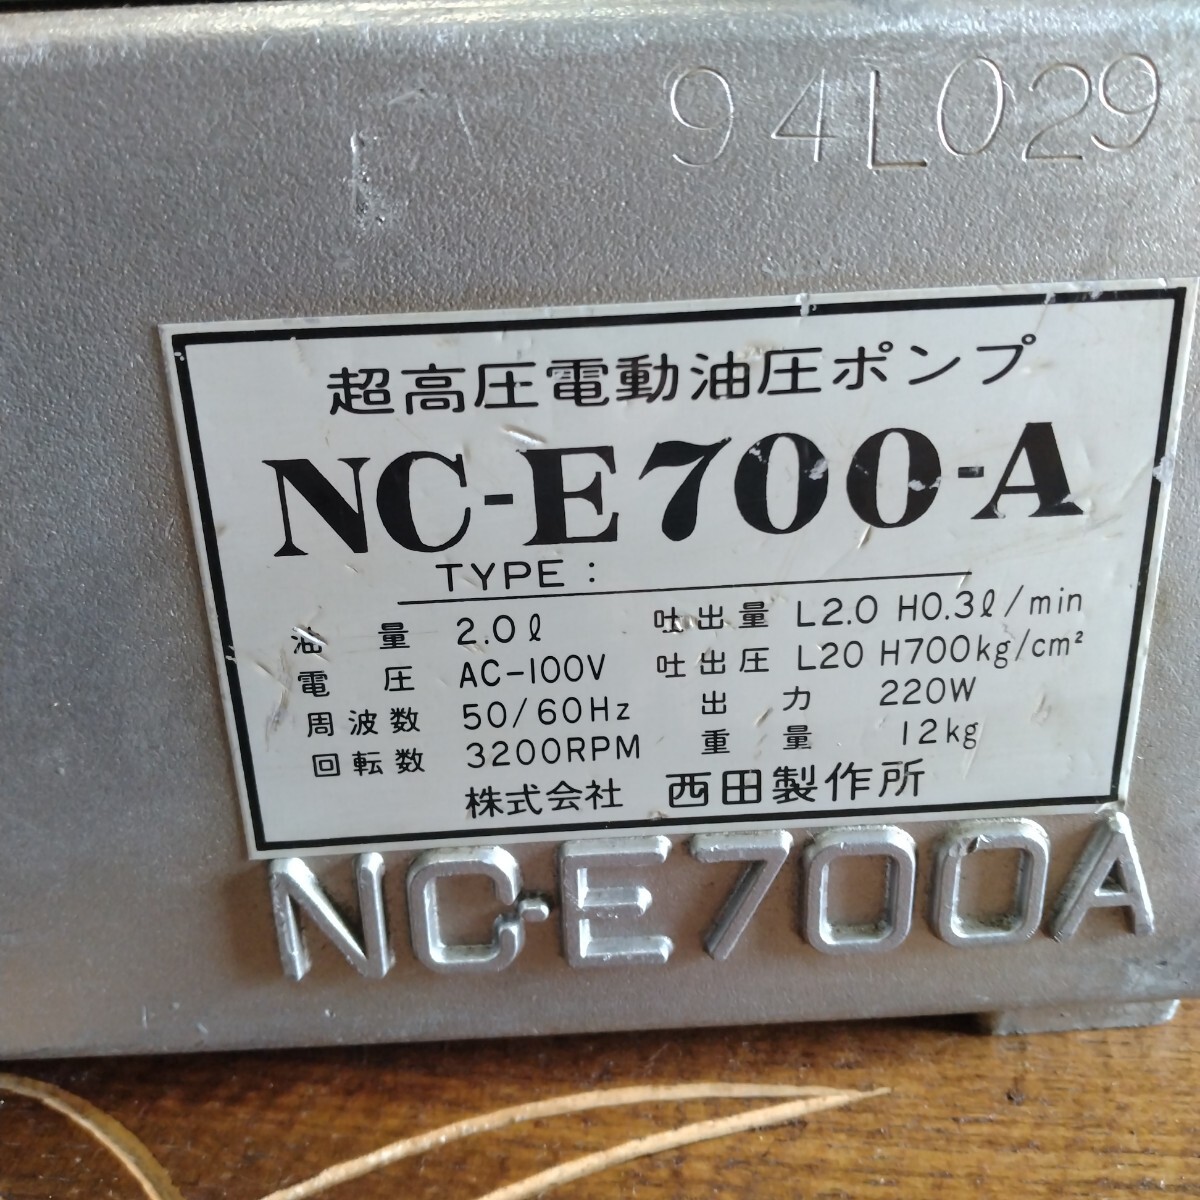 94L029
超高圧電動油圧ポンプ
NC-E700-A
TYPE :
油量 2.0ℓ 吐出量 L2.0 H0.3ℓ/min
電圧 AC-100V 吐出圧 L20 H700kg/cm²
周波数 50/60Hz 出力 220W
回転数 3200RPM 重量 12kg
株式会社 西田製作所
NC-E700A